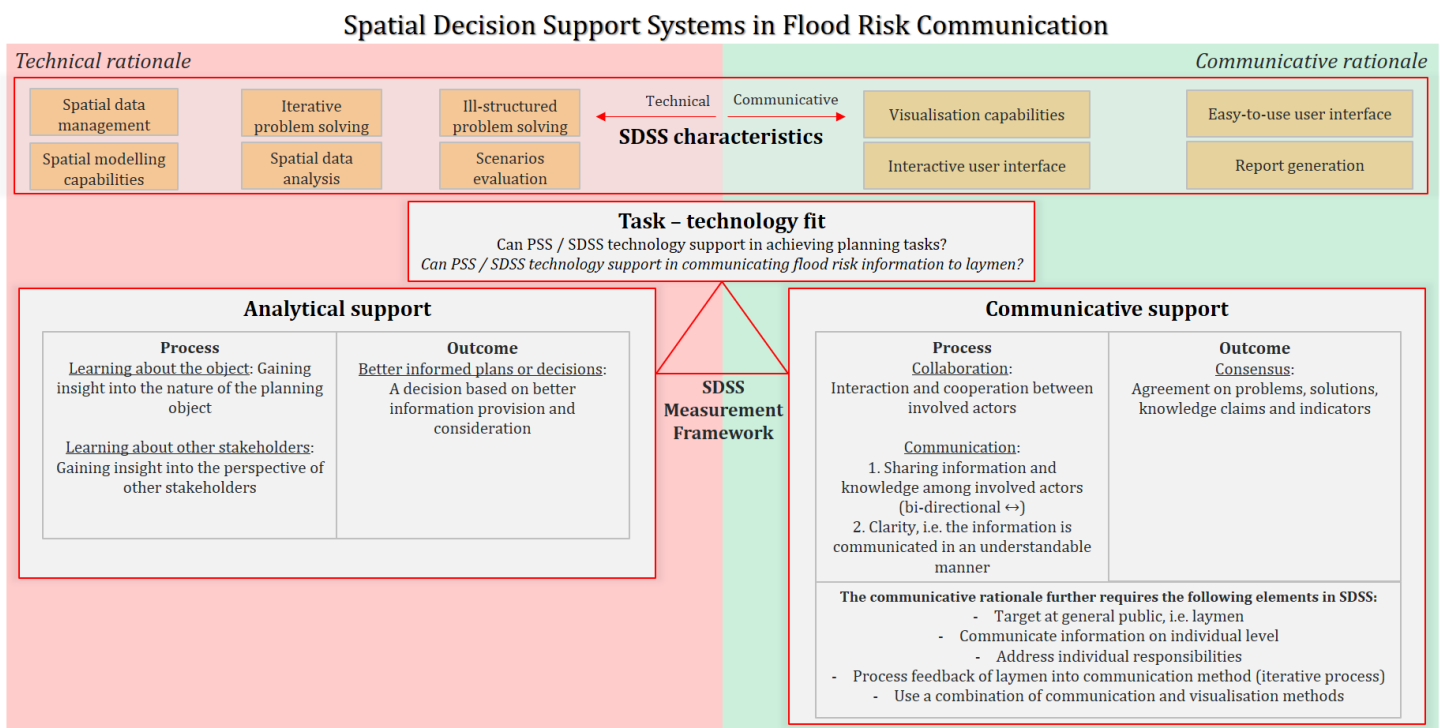 Spatial Decision Support Systems in Flood Risk Communication
Technical rationale
Communicative rationale
Spatial data
management
Iterative
problem solving
Ill-structured
problem solving
Technical
Communicative
Visualisation capabilities
Easy-to-use user interface
SDSS characteristics
Spatial modelling
capabilities
Spatial data
analysis
Scenarios
evaluation
Interactive user interface
Report generation
Task – technology fit
Can PSS / SDSS technology support in achieving planning tasks?
Can PSS / SDSS technology support in communicating flood risk information to laymen?
Analytical support
Process
Learning about the object: Gaining
insight into the nature of the planning
object
Learning about other stakeholders:
Gaining insight into the perspective of
other stakeholders
Outcome
Better informed plans or decisions:
A decision based on better
information provision and
consideration
SDSS
Measurement
Framework
Communicative support
Process
Collaboration:
Interaction and cooperation between
involved actors
Communication:
1. Sharing information and
knowledge among involved actors
(bi-directional ↔)
2. Clarity, i.e. the information is
communicated in an understandable
manner
Outcome
Consensus:
Agreement on problems, solutions,
knowledge claims and indicators
The communicative rationale further requires the following elements in SDSS:
- Target at general public, i.e. laymen
- Communicate information on individual level
- Address individual responsibilities
- Process feedback of laymen into communication method (iterative process)
- Use a combination of communication and visualisation methods